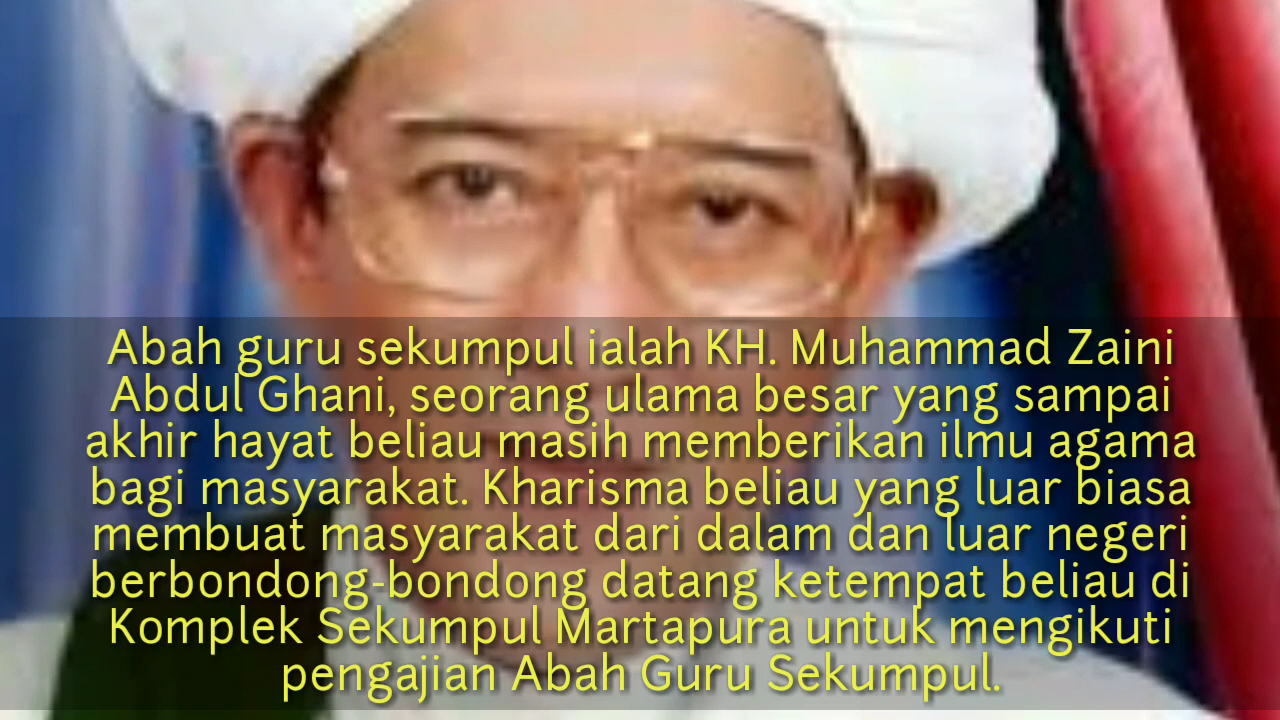 Abah guru sekumpul ialah KH. Muhammad Zaini
Abdul Ghani, seorang ulama besar yang sampai
akhir hayat beliau masih memberikan ilmu agama
bagi masyarakat. Kharisma beliau yang luar biasa
membuat masyarakat dari dalam dan luar negeri
berbondong-bondong datang ketempat beliau di
Komplek Sekumpul Martapura untuk mengikuti
pengajian Abah Guru Sekumpul.